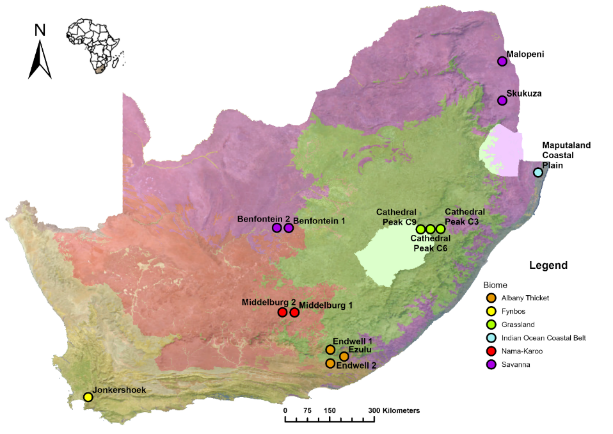 N
Malopeni
Skukuza
Maputaland
Coastal
Plain
Benfontein 2
Benfontein 1
Cathedral
Peak C9
Cathedral
Peak C3
Cathedral
Peak C6
Legend
Biome
Albany Thicket
Fynbos
Grassland
Indian Ocean Coastal Belt
Nama-Karoo
Savanna
Middelburg 2
Middelburg 1
Endwell 1
Ezulu
Endwell 2
Jonkershoek
0 75 150 300 Kilometers